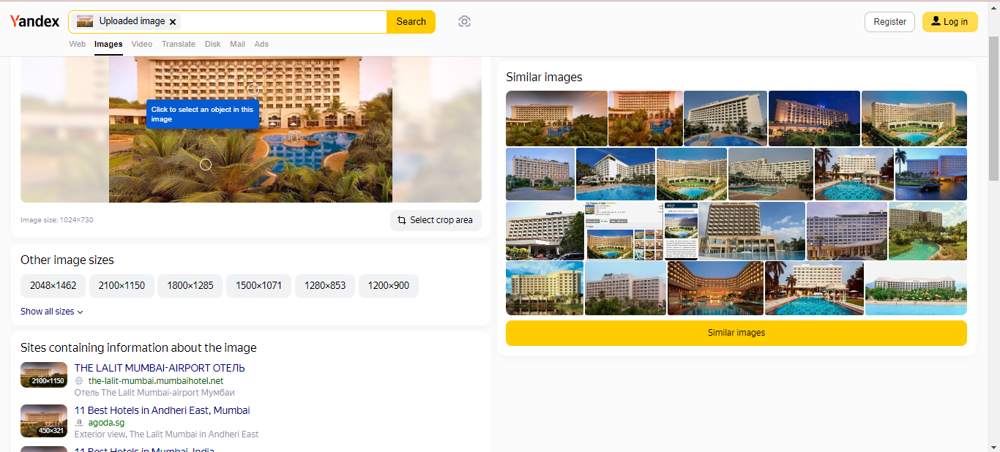 Yandex
Uploaded image ×
Search
Register
Log in
Web Images Video Translate Disk Mail Ads
Click to select an object in this
image
Image size: 1024×730
Select crop area
Other image sizes
2048×1462 2100×1150 1800×1285 1500×1071 1280×853 1200×900
Show all sizes
Sites containing information about the image
2100×1150
THE LALIT MUMBAI-AIRPORT ОТЕЛЬ
the-lalit-mumbai.mumbaihotel.net
Отель The Lalit Mumbai-airport Мумбаи
450×321
11 Best Hotels in Andheri East, Mumbai
agoda.sg
Exterior view, The Lalit Mumbai in Andheri East
11 Best Hotels in Mumbai, India
Similar images
Similar images